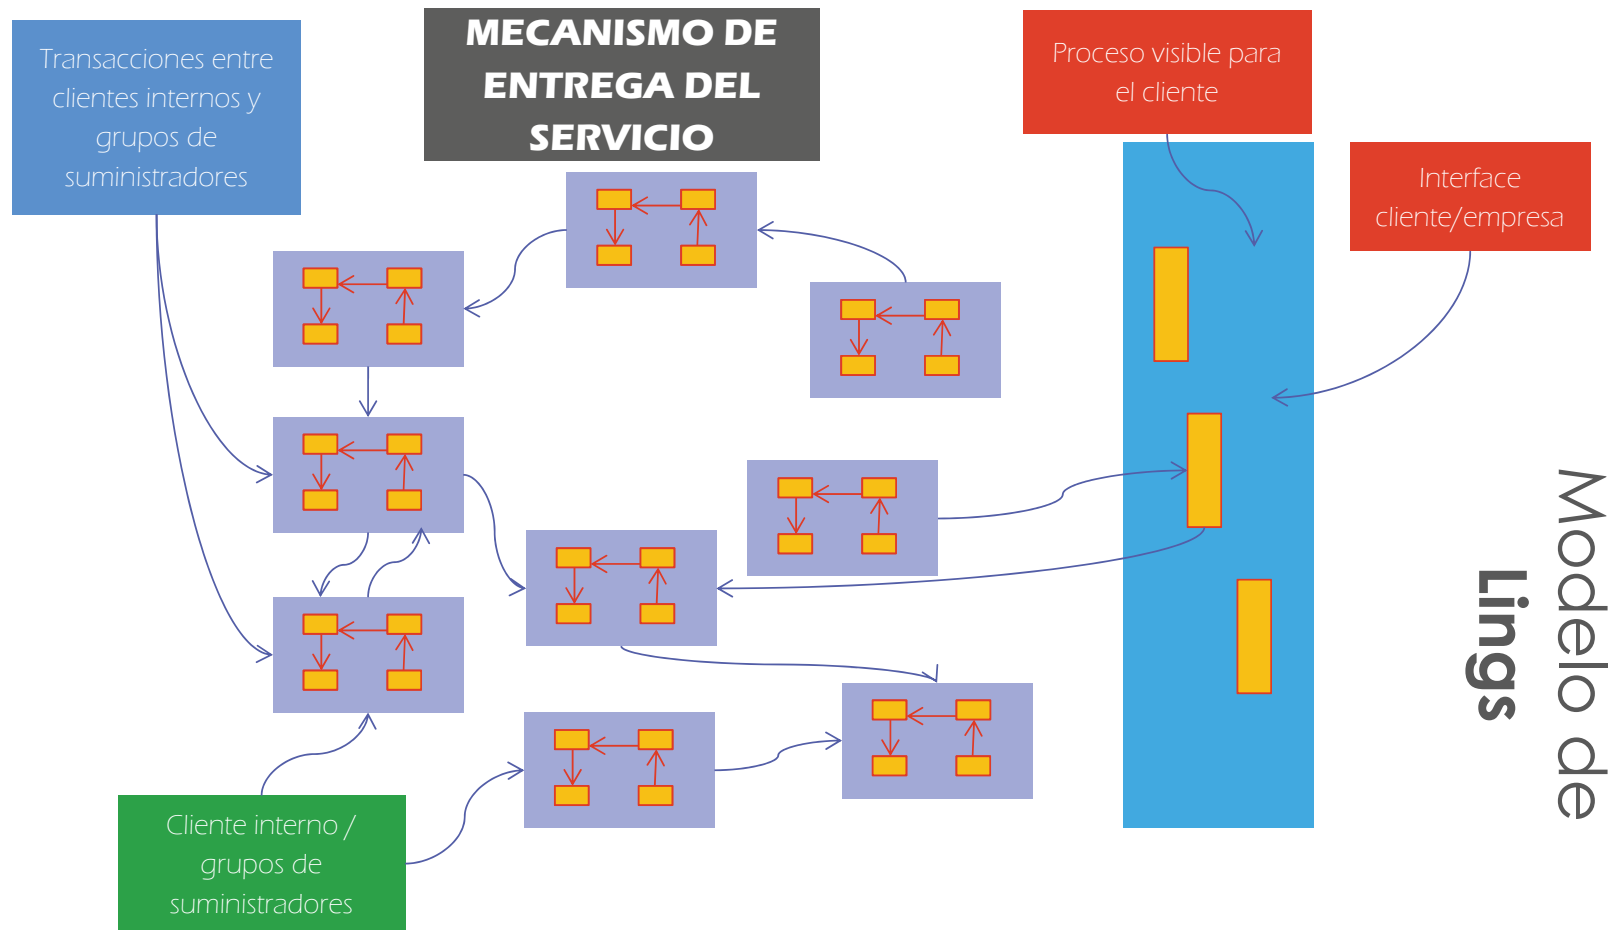 Transacciones entre
clientes internos y
grupos de
suministradores
MECANISMO DE
ENTREGA DEL
SERVICIO
Proceso visible para
el cliente
Interface
cliente/empresa
Modelo de
Lings
Cliente interno /
grupos de
suministradores